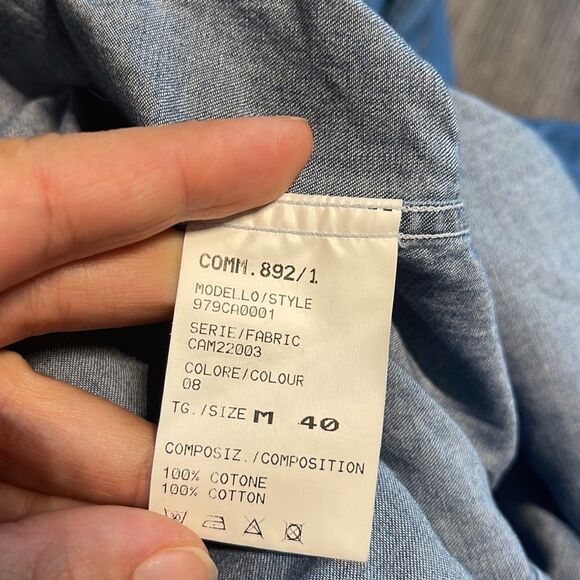 COMM.892/1
MODELLO/STYLE
979CA0001
SERIE/FABRIC
CAM22003
COLORE/COLOUR
08
TG./SIZE M 40
COMPOSIZ./COMPOSITION
100% COTONE
100% COTTON
30